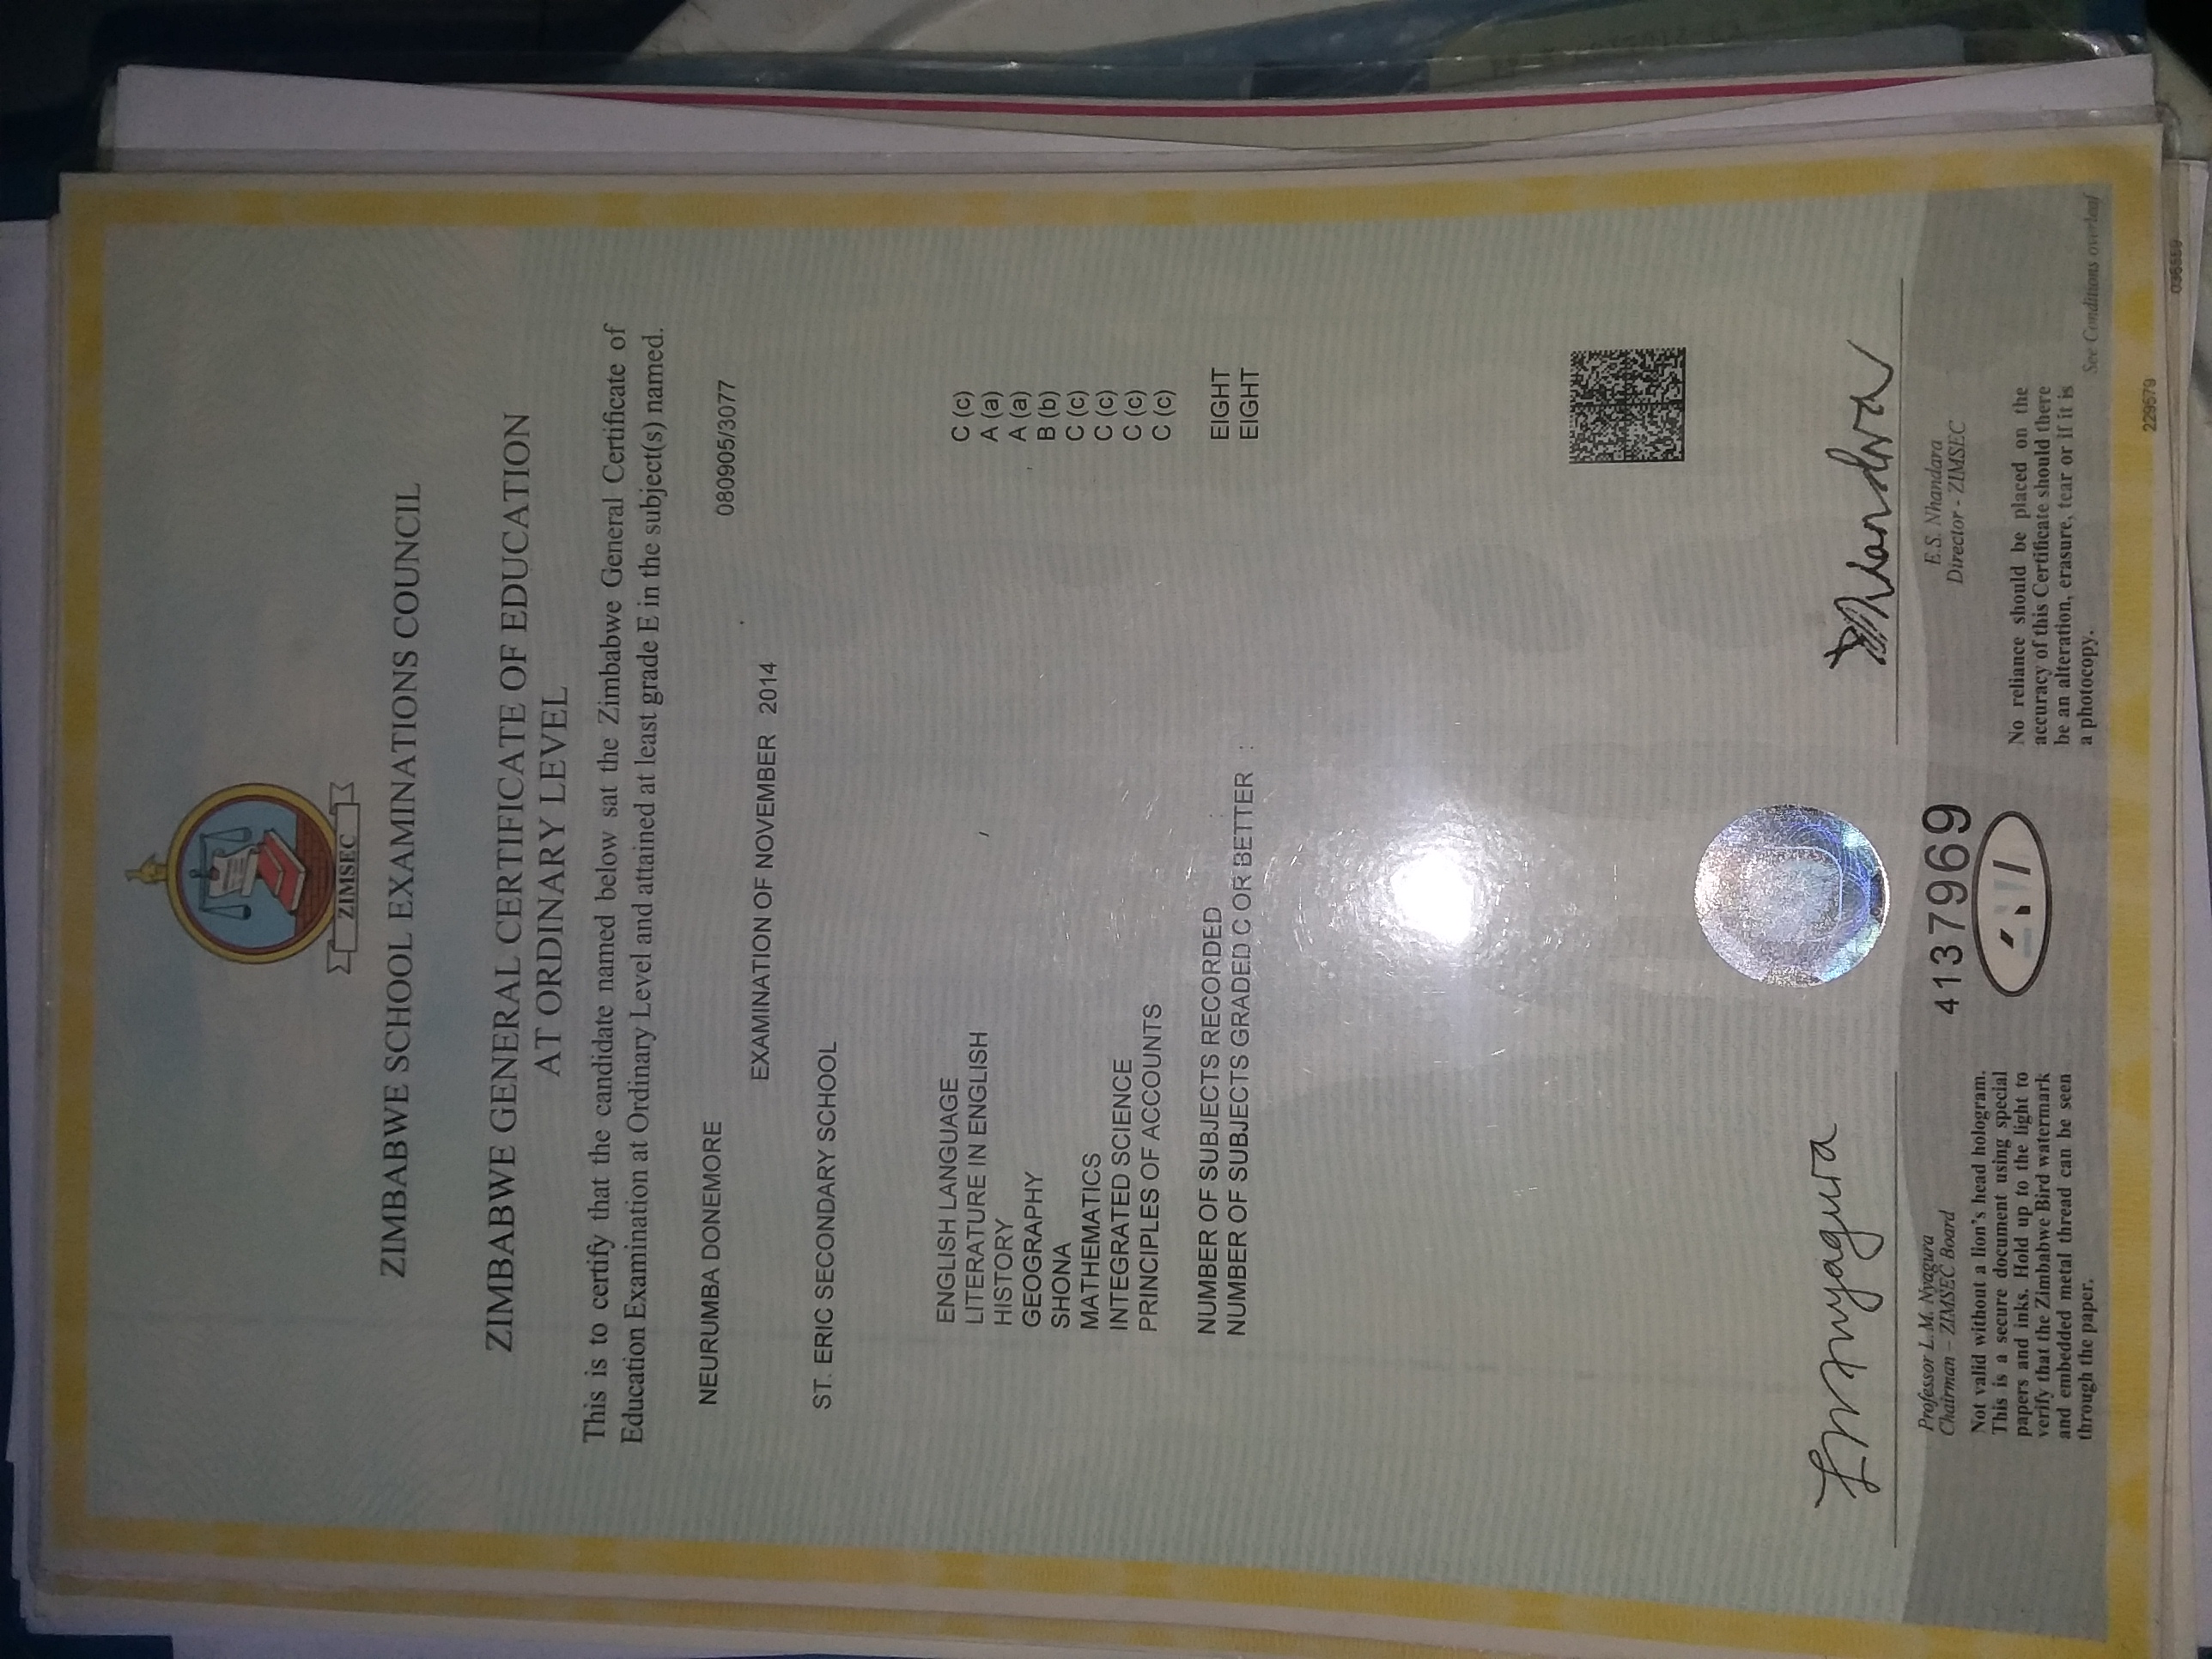 ZIMSEC
ZIMBABWE SCHOOL EXAMINATIONS COUNCIL
ZIMBABWE GENERAL CERTIFICATE OF EDUCATION
AT ORDINARY LEVEL
This is to certify that the candidate named below sat the Zimbabwe General Certificate of
Education Examination at Ordinary Level and attained at least grade E in the subject(s) named.
NEURUMBA DONEMORE 080905/3077
EXAMINATION OF NOVEMBER 2014
ST. ERIC SECONDARY SCHOOL
ENGLISH LANGUAGE C (c)
LITERATURE IN ENGLISH A (a)
HISTORY A (a)
GEOGRAPHY B (b)
SHONA C (c)
MATHEMATICS C (c)
INTEGRATED SCIENCE C (c)
PRINCIPLES OF ACCOUNTS C (c)
NUMBER OF SUBJECTS RECORDED : EIGHT
NUMBER OF SUBJECTS GRADED C OR BETTER : EIGHT
LMNyagura
Nhandara
Professor L.M. Nyagura
Chairman – ZIMSEC Board
Not valid without a lion's head hologram.
This is a secure document using special
papers and inks. Hold up to the light to
verify that the Zimbabwe Bird watermark
and embedded metal thread can be seen
through the paper.
4137969
E.S. Nhandara
Director - ZIMSEC
No reliance should be placed on the
accuracy of this Certificate should there
be an alteration, erasure, tear or if it is
a photocopy.
See Conditions overleaf
229579